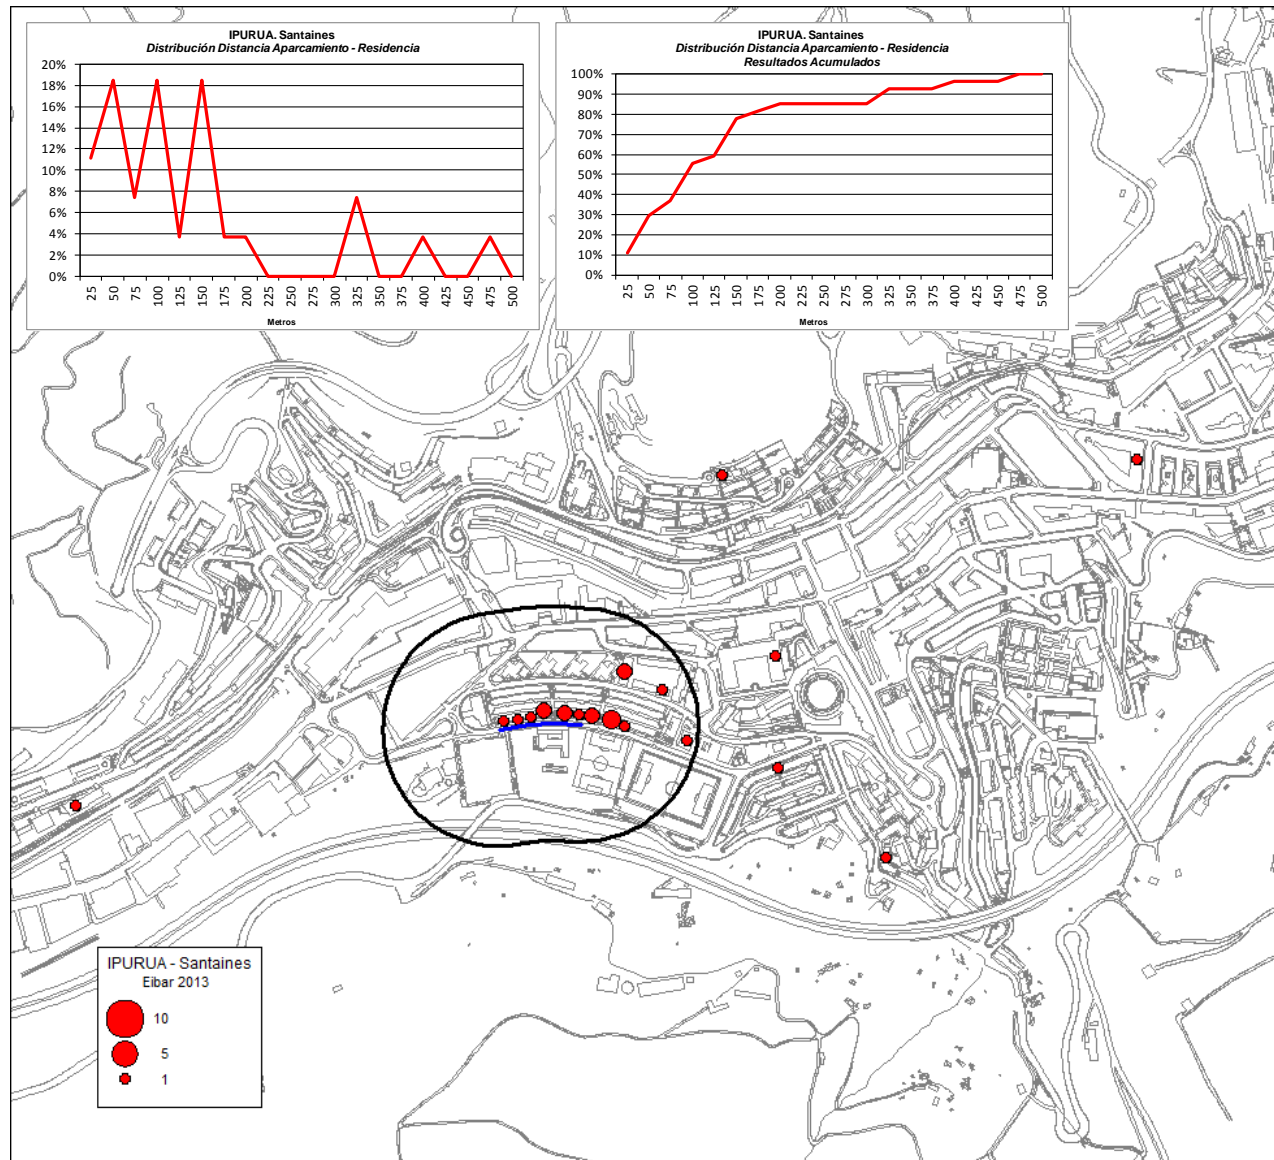 IPURUA. Santaines
Distribución Distancia Aparcamiento - Residencia
20%
18%
16%
14%
12%
10%
8%
6%
4%
2%
0%
25 50 75 100 125 150 175 200 225 250 275 300 325 350 375 400 425 450 475 500
Metros
IPURUA. Santaines
Distribución Distancia Aparcamiento - Residencia
Resultados Acumulados
100%
90%
80%
70%
60%
50%
40%
30%
20%
10%
0%
25 50 75 100 125 150 175 200 225 250 275 300 325 350 375 400 425 450 475 500
Metros
IPURUA - Santaines
Eibar 2013
10
5
1